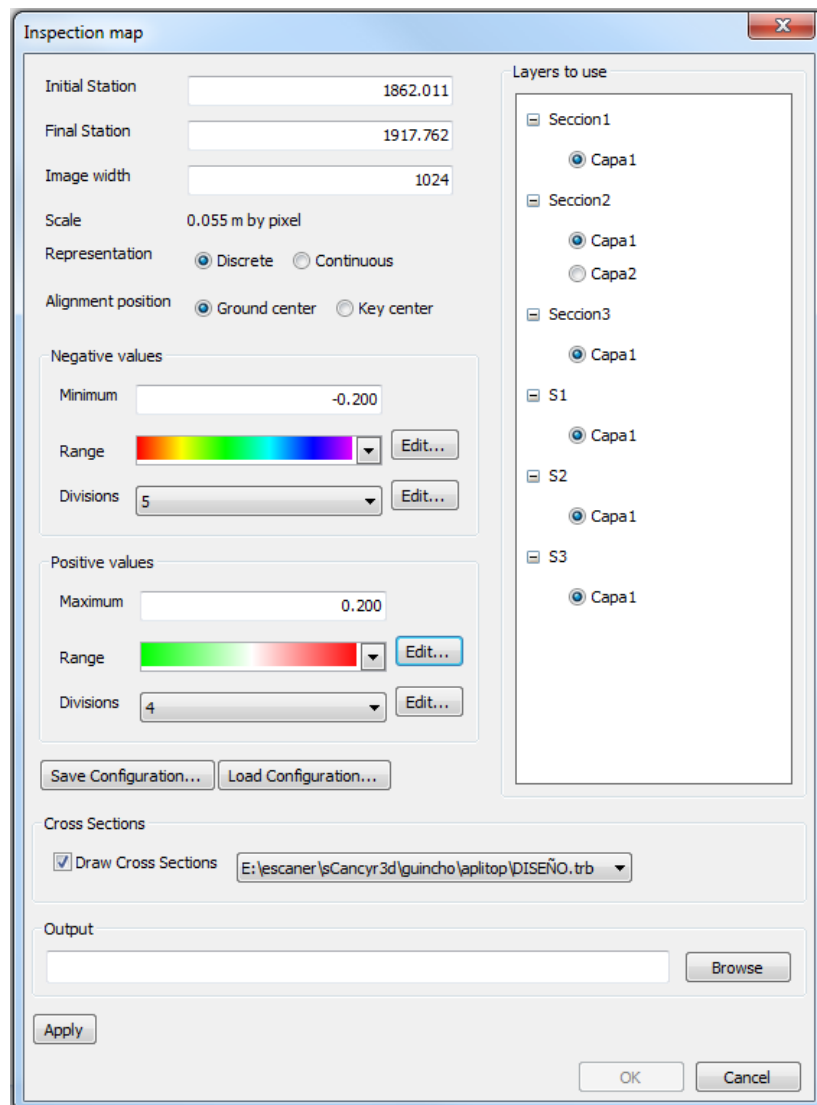 Inspection map
Layers to use
Initial Station 1862.011
Final Station 1917.762
Image width 1024
Scale 0.055 m by pixel
Representation Discrete Continuous
Alignment position Ground center Key center
Negative values
Minimum -0.200
Range Edit...
Divisions 5 Edit...
Positive values
Maximum 0.200
Range Edit...
Divisions 4 Edit...
Save Configuration... Load Configuration...
Seccion1
Capa1
Seccion2
Capa1
Capa2
Seccion3
Capa1
S1
Capa1
S2
Capa1
S3
Capa1
Cross Sections
Draw Cross Sections E:\escaner\sCancyr3d\guincho\aplitop\DISEÑO.trb
Output
Browse
Apply
OK Cancel